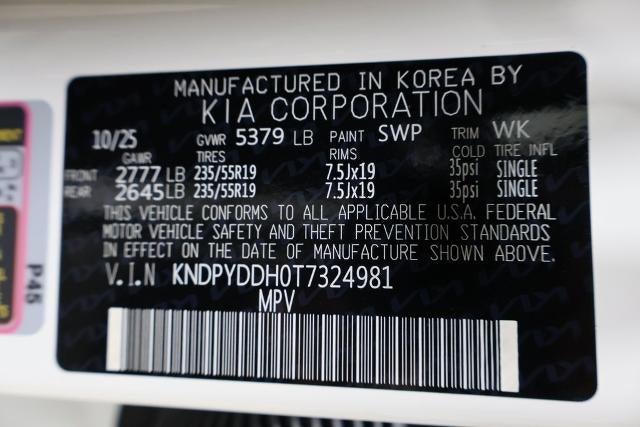 MANUFACTURED IN KOREA BY
KIA CORPORATION
10/25 GVWR 5379 LB PAINT SWP TRIM WK
GAWR TIRES RIMS COLD TIRE INFL
FRONT 2777 LB 235/55R19 7.5Jx19 35psi SINGLE
REAR 2645 LB 235/55R19 7.5Jx19 35psi SINGLE
THIS VEHICLE CONFORMS TO ALL APPLICABLE U.S.A. FEDERAL
MOTOR VEHICLE SAFETY AND THEFT PREVENTION STANDARDS
IN EFFECT ON THE DATE OF MANUFACTURE SHOWN ABOVE.
V.I.N KNDPYDDH0T7324981
MPV
P45